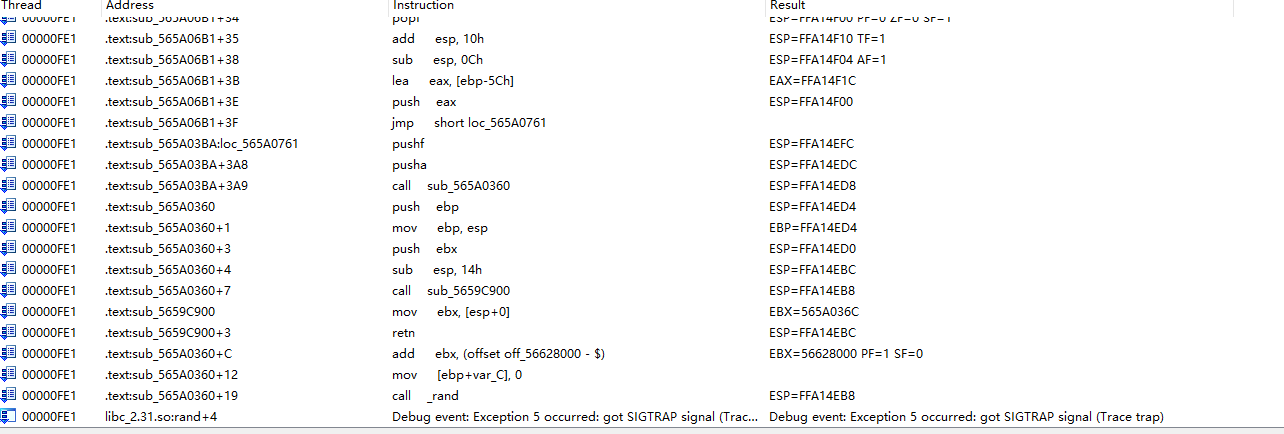 Thread Address Instruction Result
00000FE1 .text:sub_565A06B1+34 popf ESP=FFA14F00 PF=0 ZF=0 SF=1
00000FE1 .text:sub_565A06B1+35 add esp, 10h ESP=FFA14F10 TF=1
00000FE1 .text:sub_565A06B1+38 sub esp, 0Ch ESP=FFA14F04 AF=1
00000FE1 .text:sub_565A06B1+3B lea eax, [ebp-5Ch] EAX=FFA14F1C
00000FE1 .text:sub_565A06B1+3E push eax ESP=FFA14F00
00000FE1 .text:sub_565A06B1+3F jmp short loc_565A0761
00000FE1 .text:sub_565A03BA:loc_565A0761 pushf ESP=FFA14EFC
00000FE1 .text:sub_565A03BA+3A8 pusha ESP=FFA14EDC
00000FE1 .text:sub_565A03BA+3A9 call sub_565A0360 ESP=FFA14ED8
00000FE1 .text:sub_565A0360 push ebp ESP=FFA14ED4
00000FE1 .text:sub_565A0360+1 mov ebp, esp EBP=FFA14ED4
00000FE1 .text:sub_565A0360+3 push ebx ESP=FFA14ED0
00000FE1 .text:sub_565A0360+4 sub esp, 14h ESP=FFA14EBC
00000FE1 .text:sub_565A0360+7 call sub_5659C900 ESP=FFA14EB8
00000FE1 .text:sub_5659C900 mov ebx, [esp+0] EBX=565A036C
00000FE1 .text:sub_5659C900+3 retn ESP=FFA14EBC
00000FE1 .text:sub_565A0360+C add ebx, (offset off_56628000 - $) EBX=56628000 PF=1 SF=0
00000FE1 .text:sub_565A0360+12 mov [ebp+var_C], 0
00000FE1 .text:sub_565A0360+19 call _rand ESP=FFA14EB8
00000FE1 libc_2.31.so:rand+4 Debug event: Exception 5 occurred: got SIGTRAP signal (Trac... Debug event: Exception 5 occurred: got SIGTRAP signal (Trace trap)